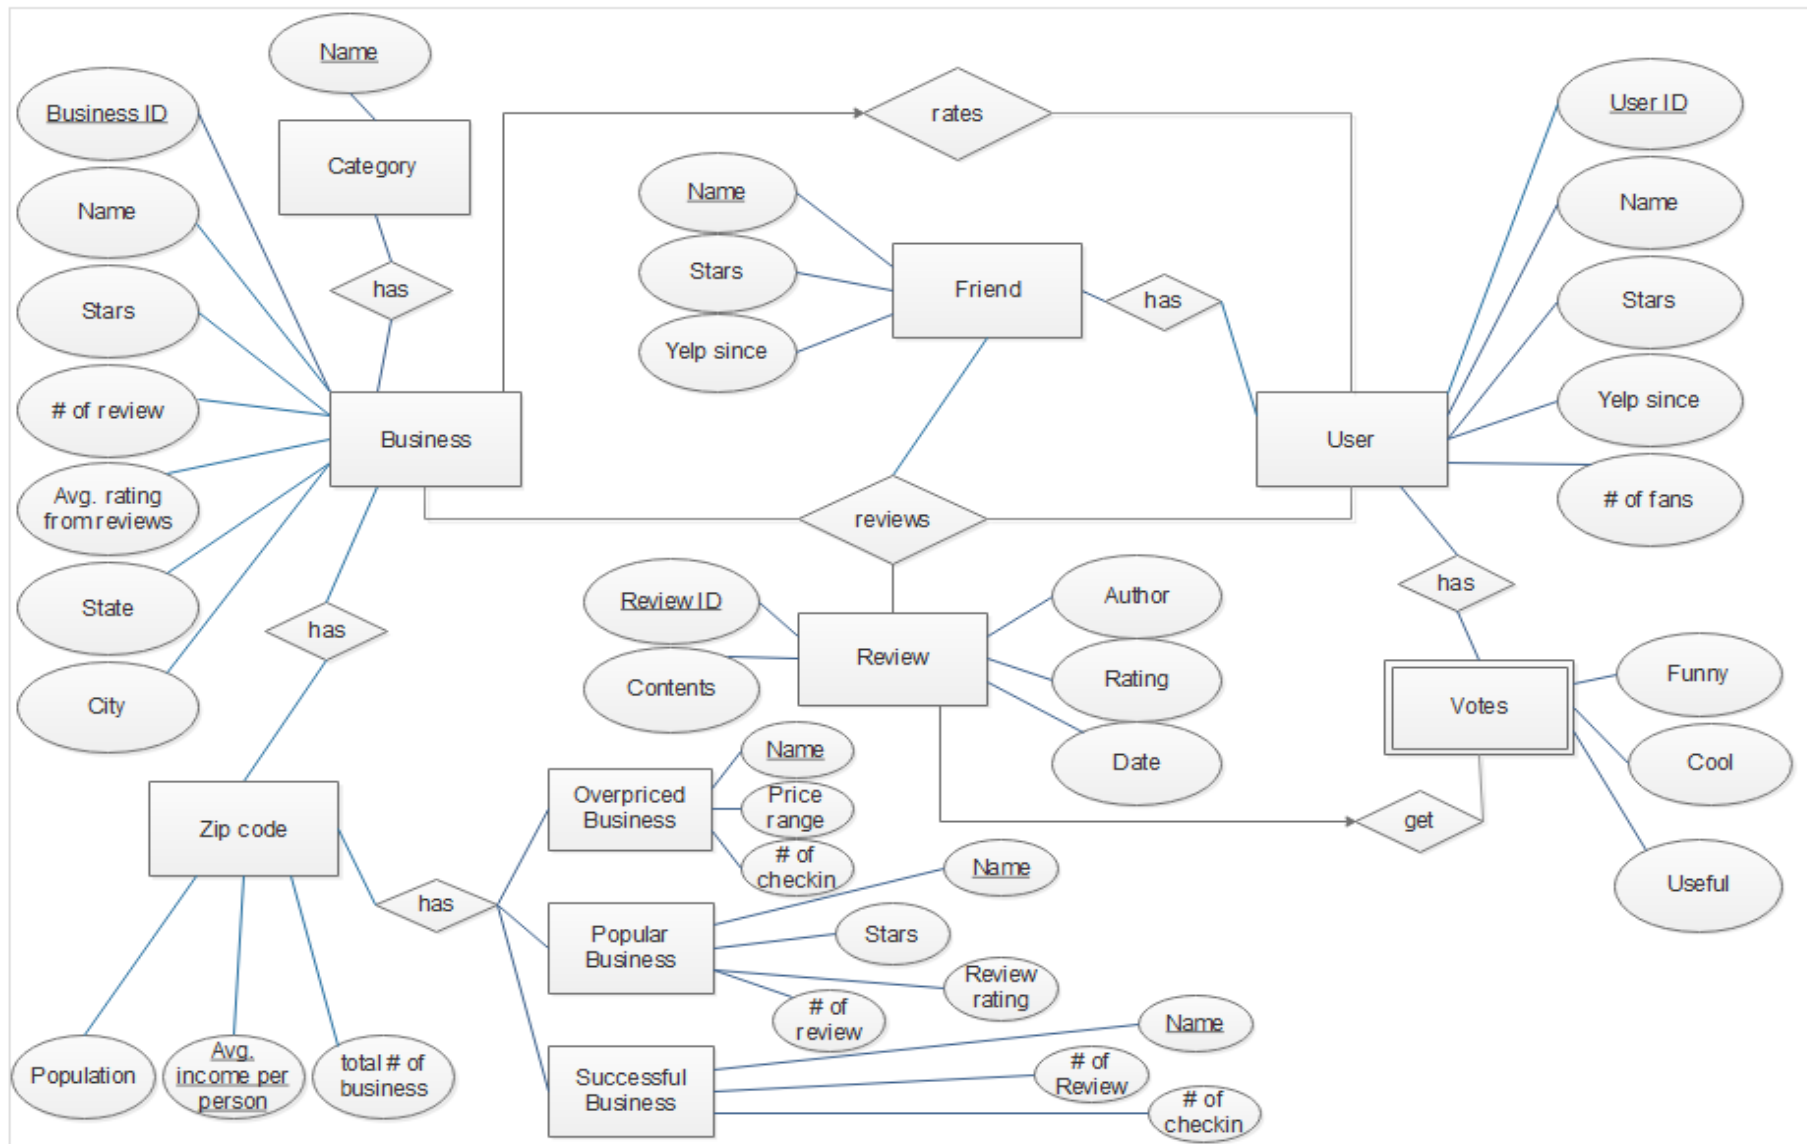 Name
Business ID
Category
Name
has
Stars
# of review
Business
Avg. rating
from reviews
State
City
has
rates
Name
Stars
Yelp since
Friend
has
User ID
Name
Stars
Yelp since
# of fans
User
reviews
has
Review ID
Contents
Review
Author
Rating
Date
Votes
Funny
Cool
Useful
get
Zip code
has
Population
Avg.
income per
person
total # of
business
Overpriced
Business
Name
Price
range
# of
checkin
Popular
Business
Name
Stars
Review
rating
# of
review
Successful
Business
Name
# of
Review
# of
checkin